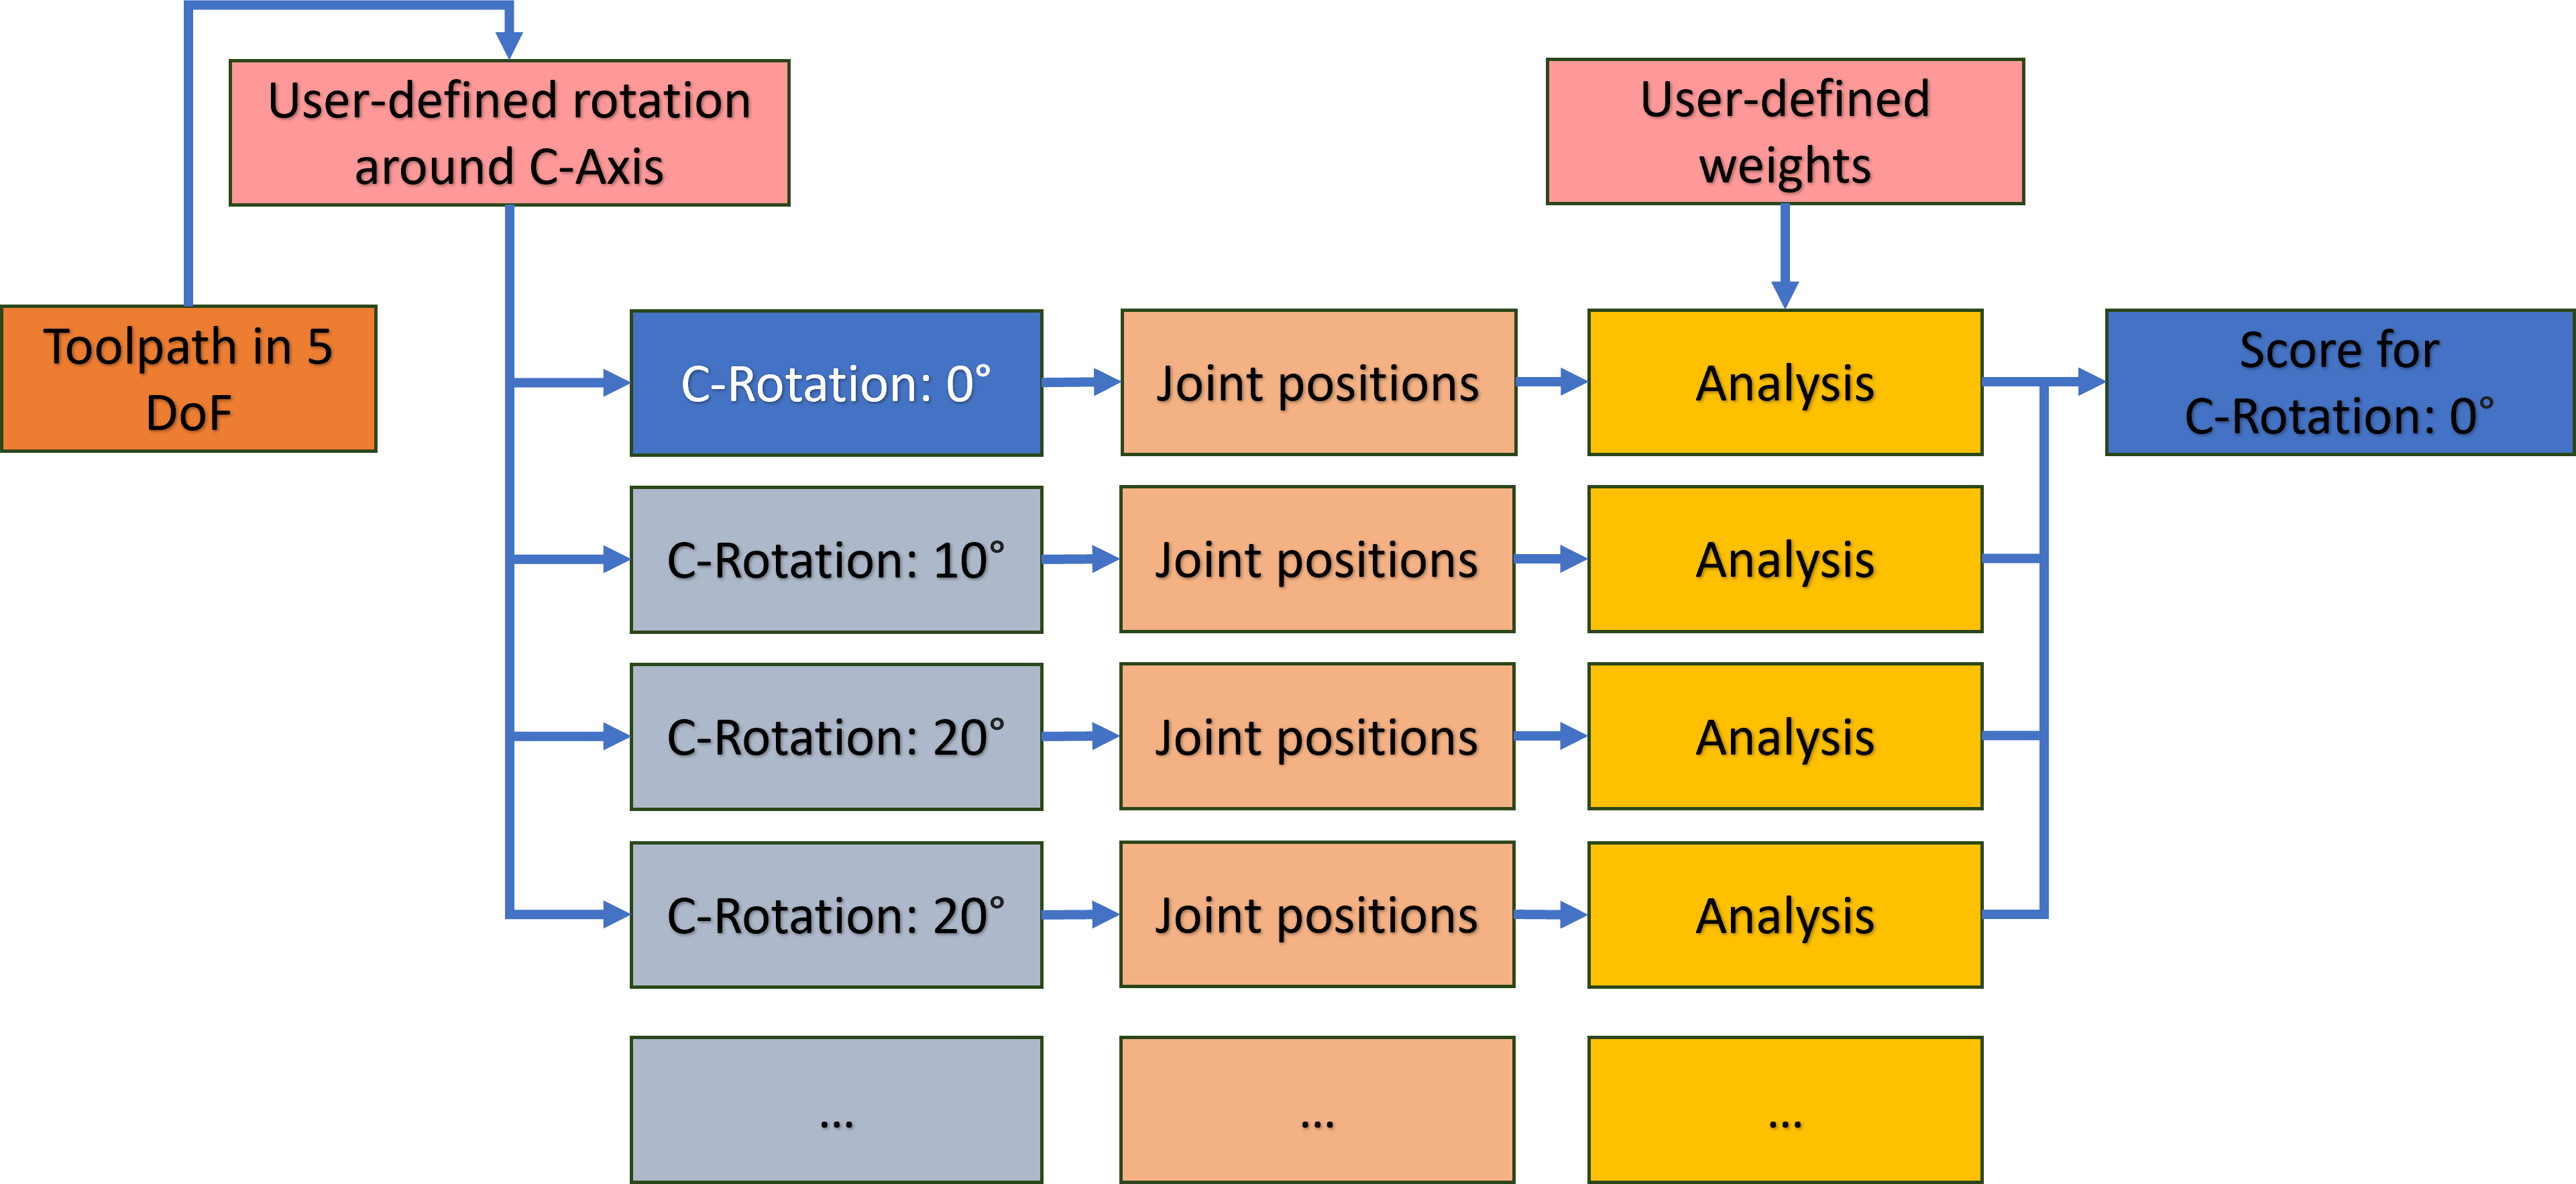 User-defined rotation
around C-Axis
User-defined
weights
Toolpath in 5
DoF
C-Rotation: 0°
Joint positions
Analysis
Score for
C-Rotation: 0°
C-Rotation: 10°
Joint positions
Analysis
C-Rotation: 20°
Joint positions
Analysis
C-Rotation: 20°
Joint positions
Analysis
...
...
...